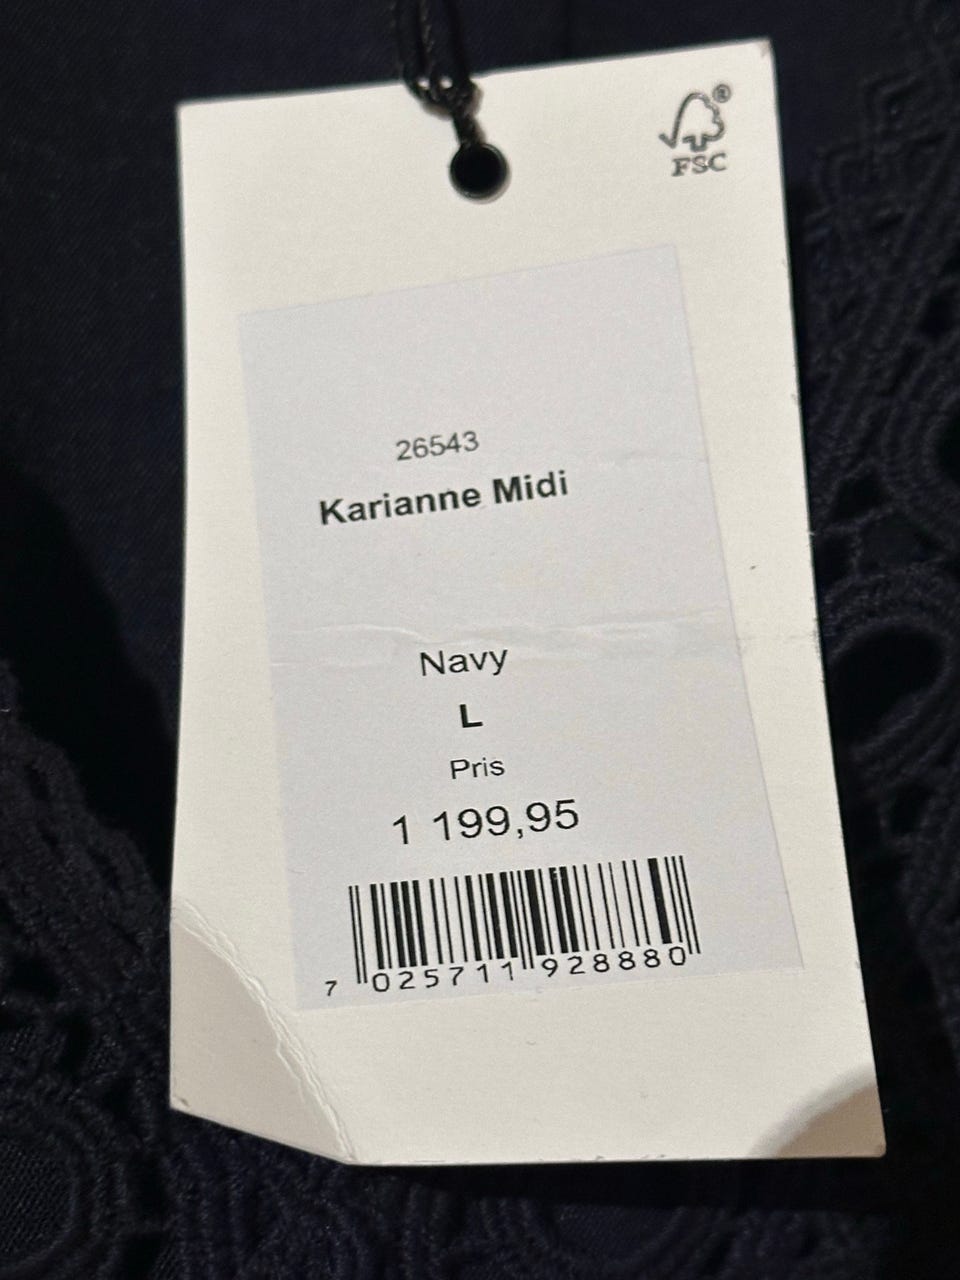 ®
FSC
26543
Karianne Midi
Navy
L
Pris
1 199,95
7 025711 928880